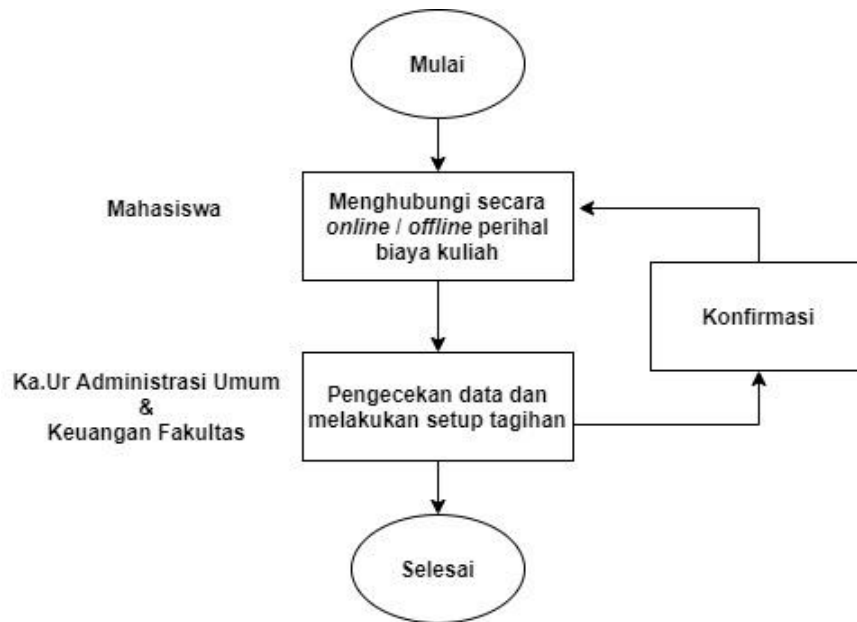 Mulai
Mahasiswa
Menghubungi secara
online / offline perihal
biaya kuliah
Konfirmasi
Ka.Ur Administrasi Umum
&
Keuangan Fakultas
Pengecekan data dan
melakukan setup tagihan
Selesai